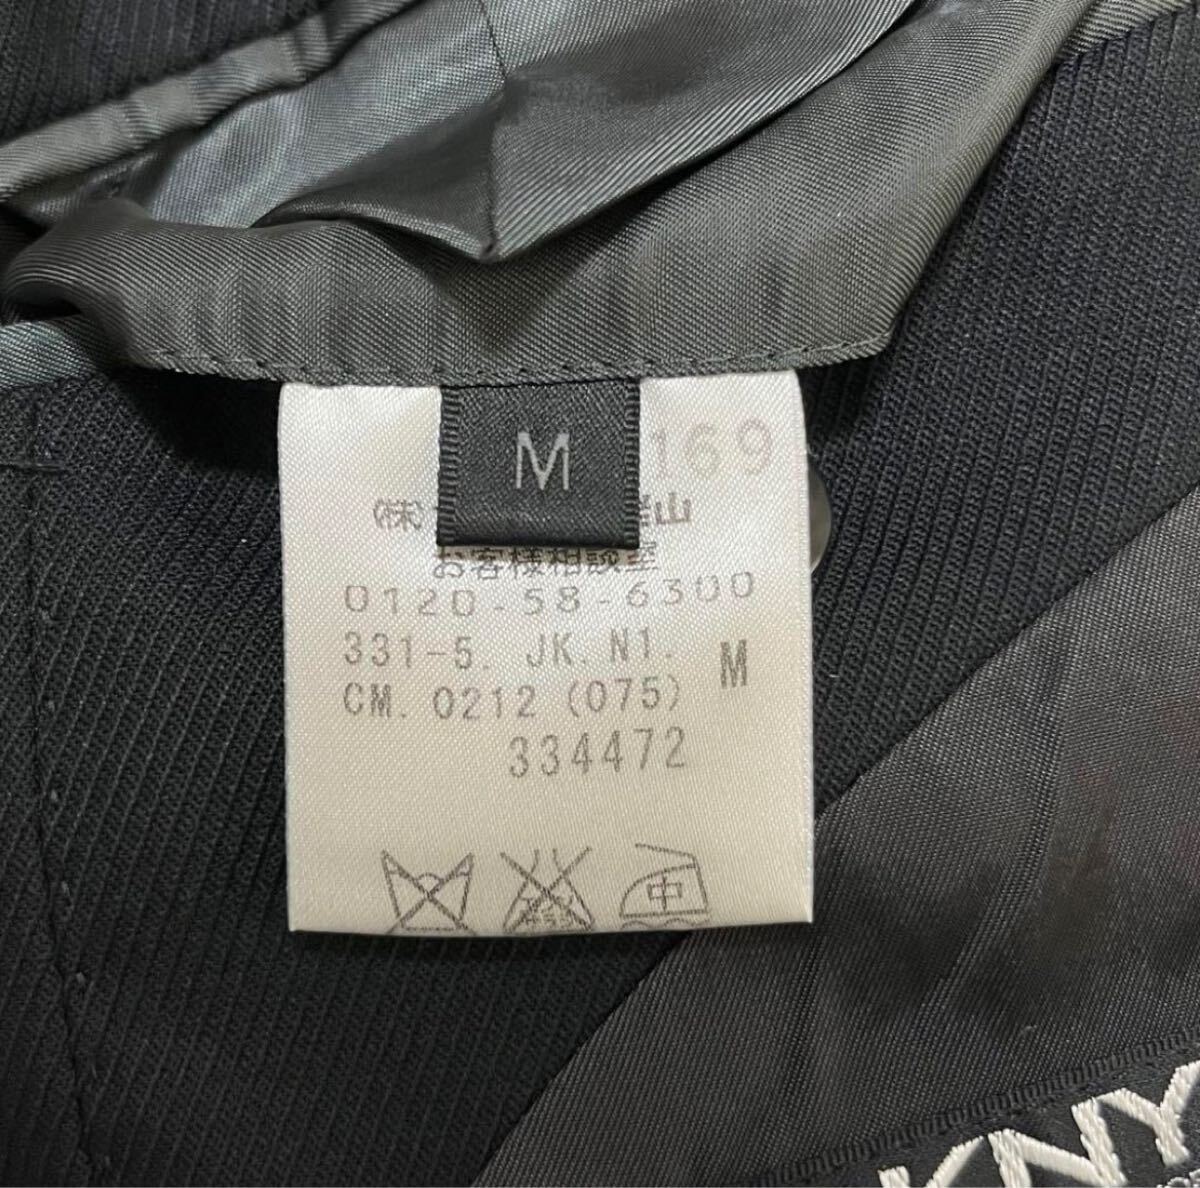 M
169
(株) 山
お客様相談室
0120-58-6300
331-5. JK. N1. M
CM. 0212 (075)
334472
中
KNY